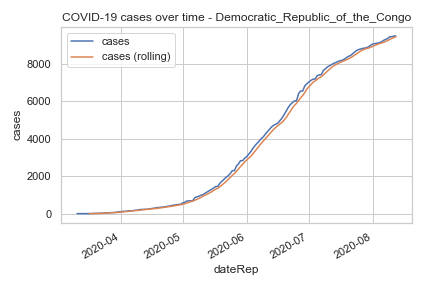 COVID-19 cases over time - Democratic_Republic_of_the_Congo
cases
cases (rolling)
8000
6000
4000
2000
0
cases
2020-04
2020-05
2020-06
2020-07
2020-08
dateRep